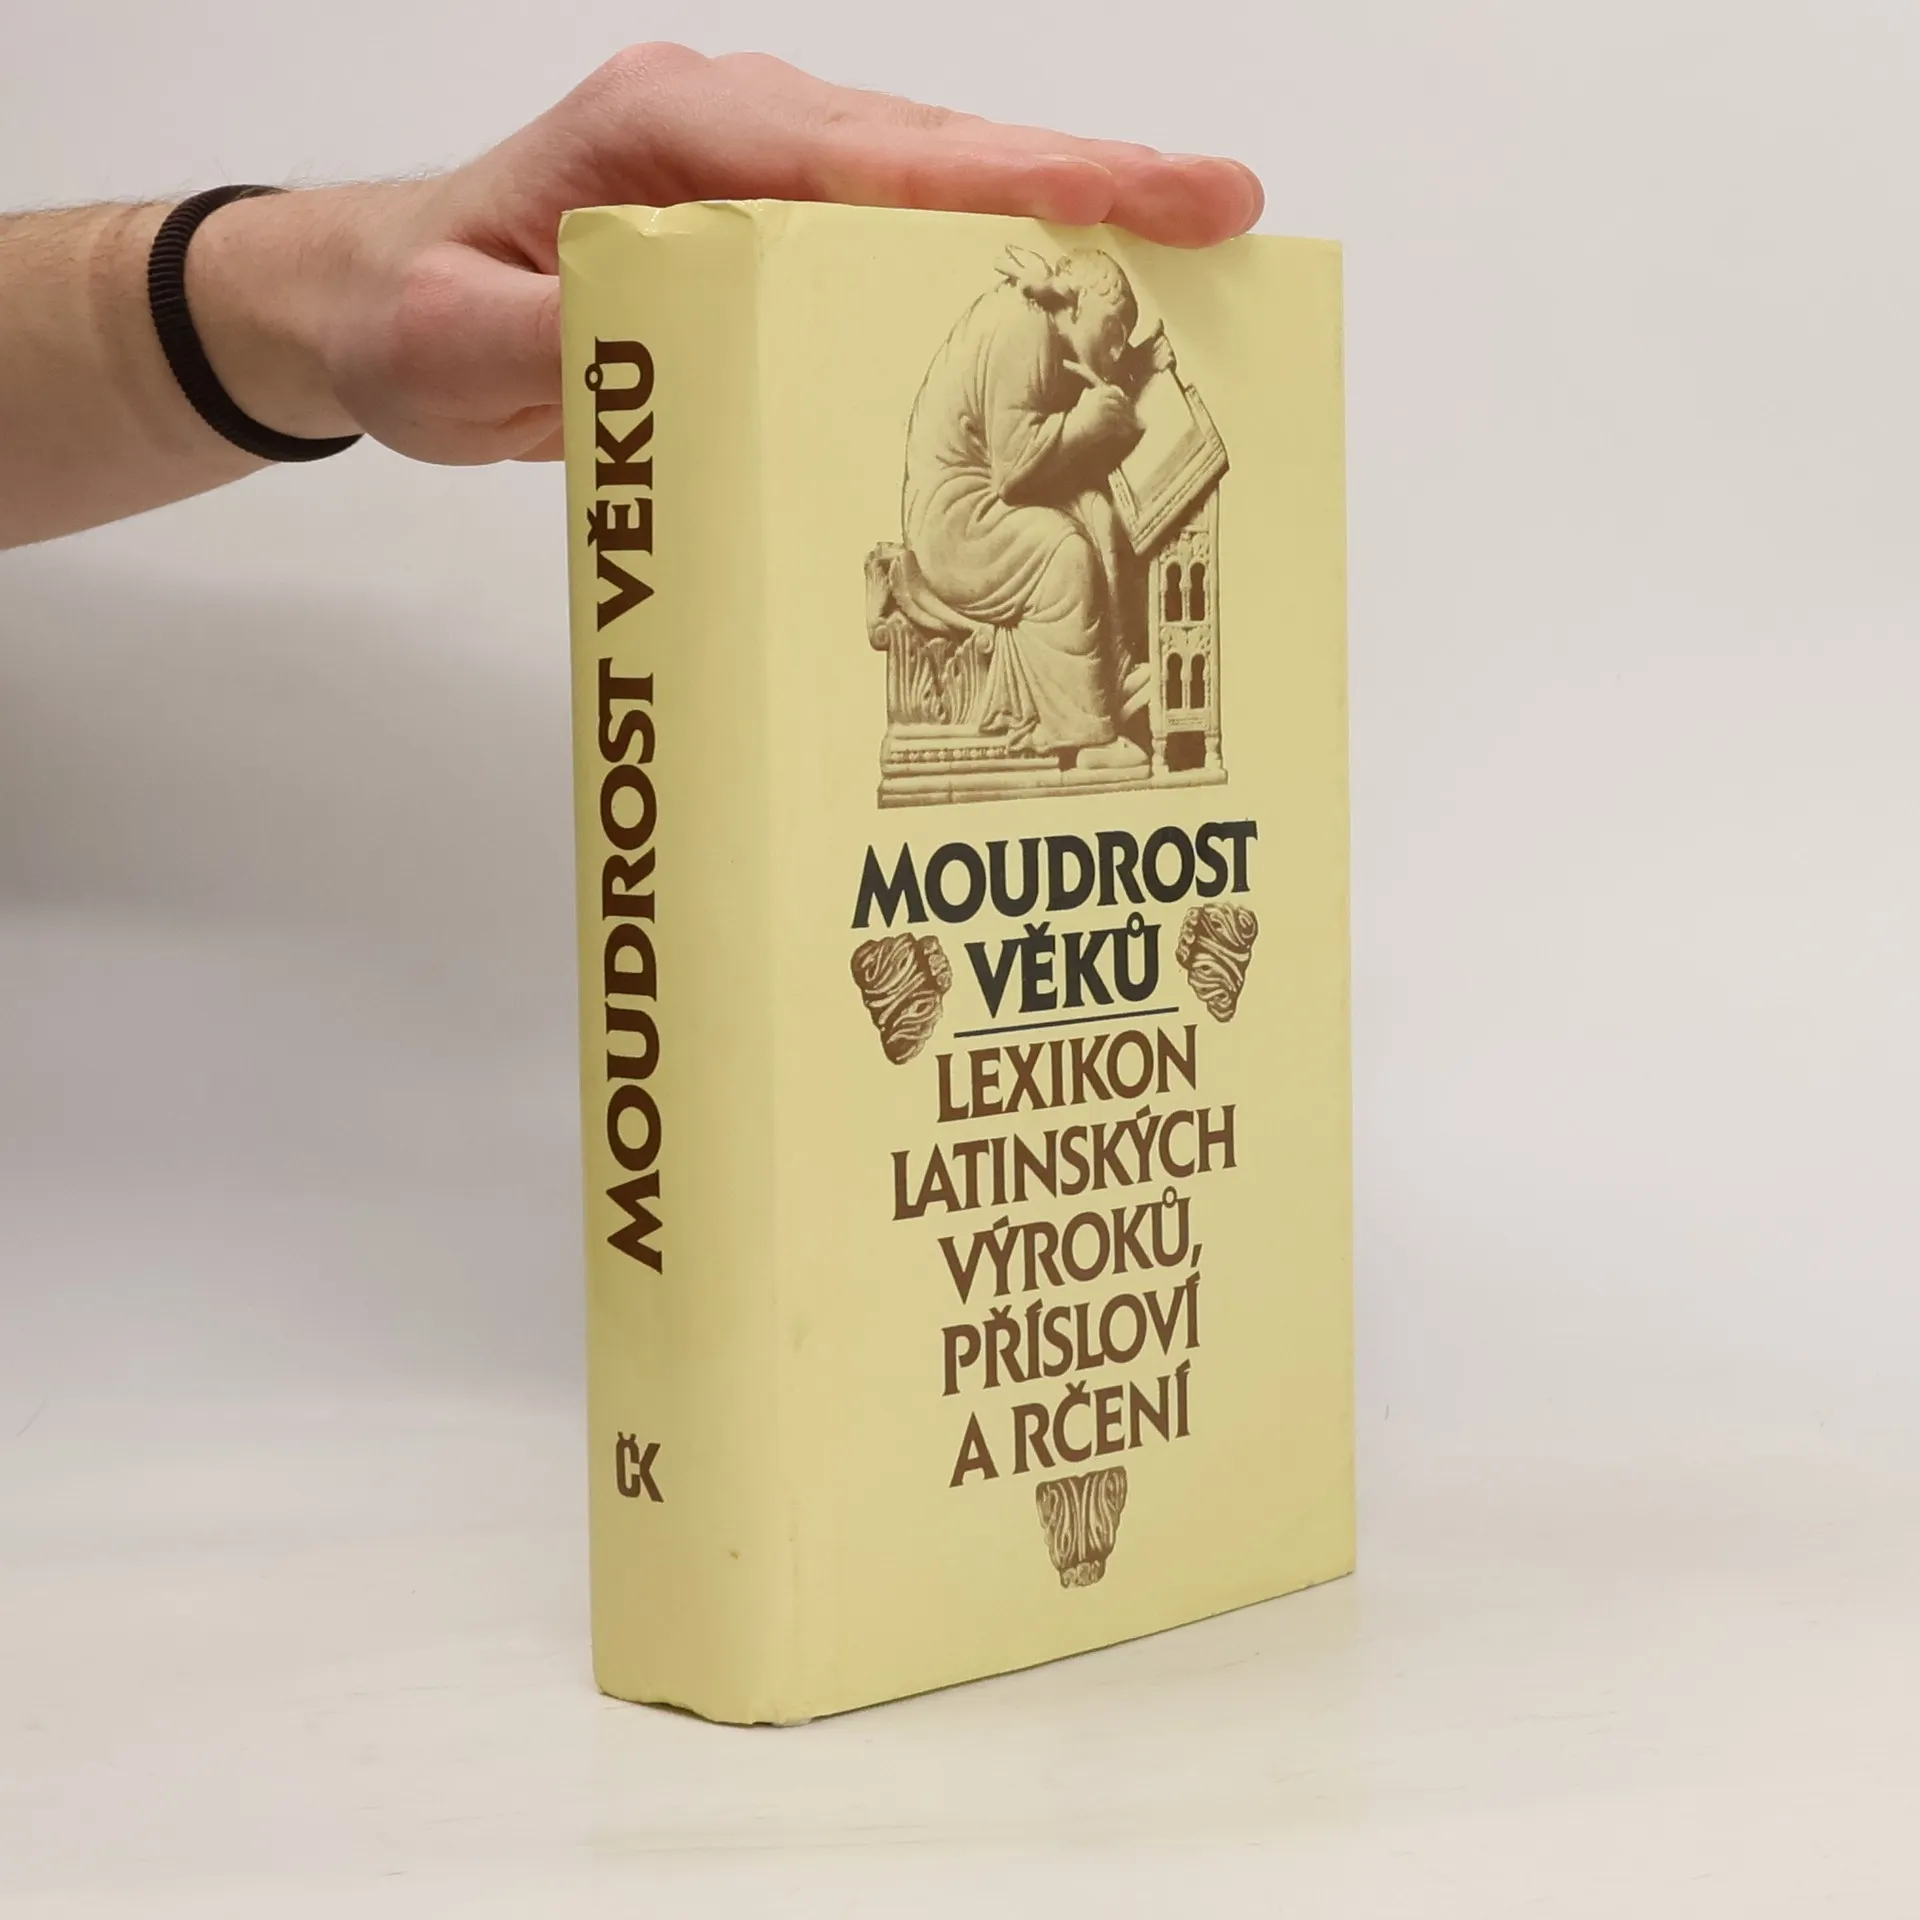 MOUDROST VĚKŮ
ČK
MOUDROST
VĚKŮ
LEXIKON
LATINSKÝCH
VÝROKŮ,
PŘÍSLOVÍ
A RČENÍ